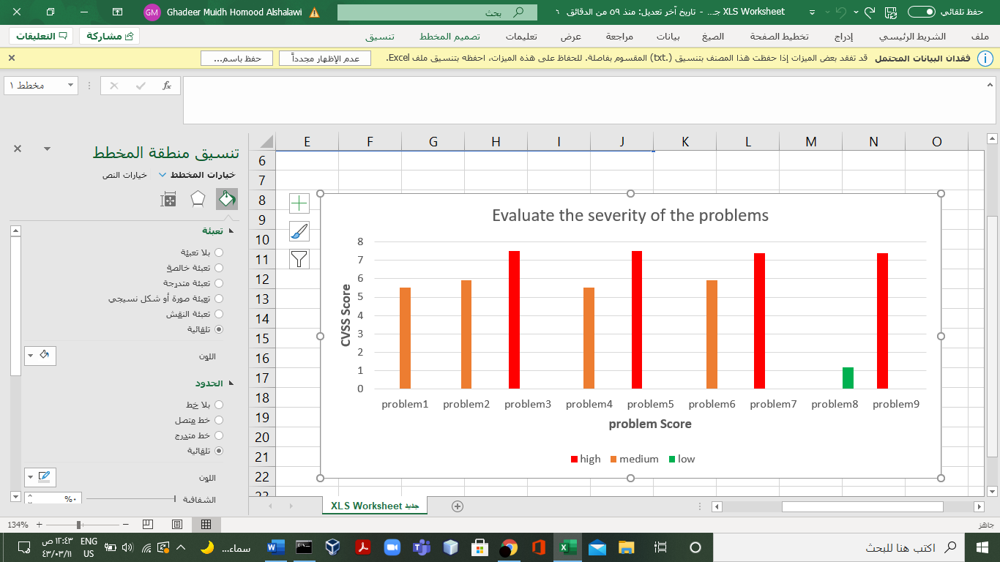 حفظ تلقائي
XLS Worksheet جد... - تاريخ آخر تعديل: منذ ٥٩ من الدقائق
بحث
Ghadeer Muidh Homood Alshalawi
GM
ملف
الشريط الرئيسي
إدراج
تخطيط الصفحة
الصيغ
بيانات
مراجعة
عرض
تعليمات
تصميم المخطط
تنسيق
مشاركة
التعليقات
فقدان البيانات المحتمل قد تفقد بعض الميزات إذا حفظت هذا المصنف بتنسيق (.txt) المقسوم بفاصلة. للحفاظ على هذه الميزات، احفظه بتنسيق ملف Excel.
عدم الإظهار مجدداً
حفظ باسم...
مخطط ١
fx
E F G H I J K L M N O
6
7
8
9
10
11
12
13
14
15
16
17
18
19
20
21
22
23
Evaluate the severity of the problems
CVSS Score
8
7
6
5
4
3
2
1
0
problem1 problem2 problem3 problem4 problem5 problem6 problem7 problem8 problem9
problem Score
high medium low
تنسيق منطقة المخطط
خيارات المخطط
خيارات النص
تعبئة
بلا تعبئة
تعبئة خالصة
تعبئة متدرجة
تعبئة صورة أو شكل نسيجي
تعبئة النقش
تلقائية
اللون
الحدود
بلا خط
خط متصل
خط متدرج
تلقائية
اللون
الشفافية
٠%
XLS Worksheet جديد
جاهز
134%
اكتب هنا للبحث
سماء...
ENG
US
١٢:٤٣ ص
٤٣/٠٣/١١